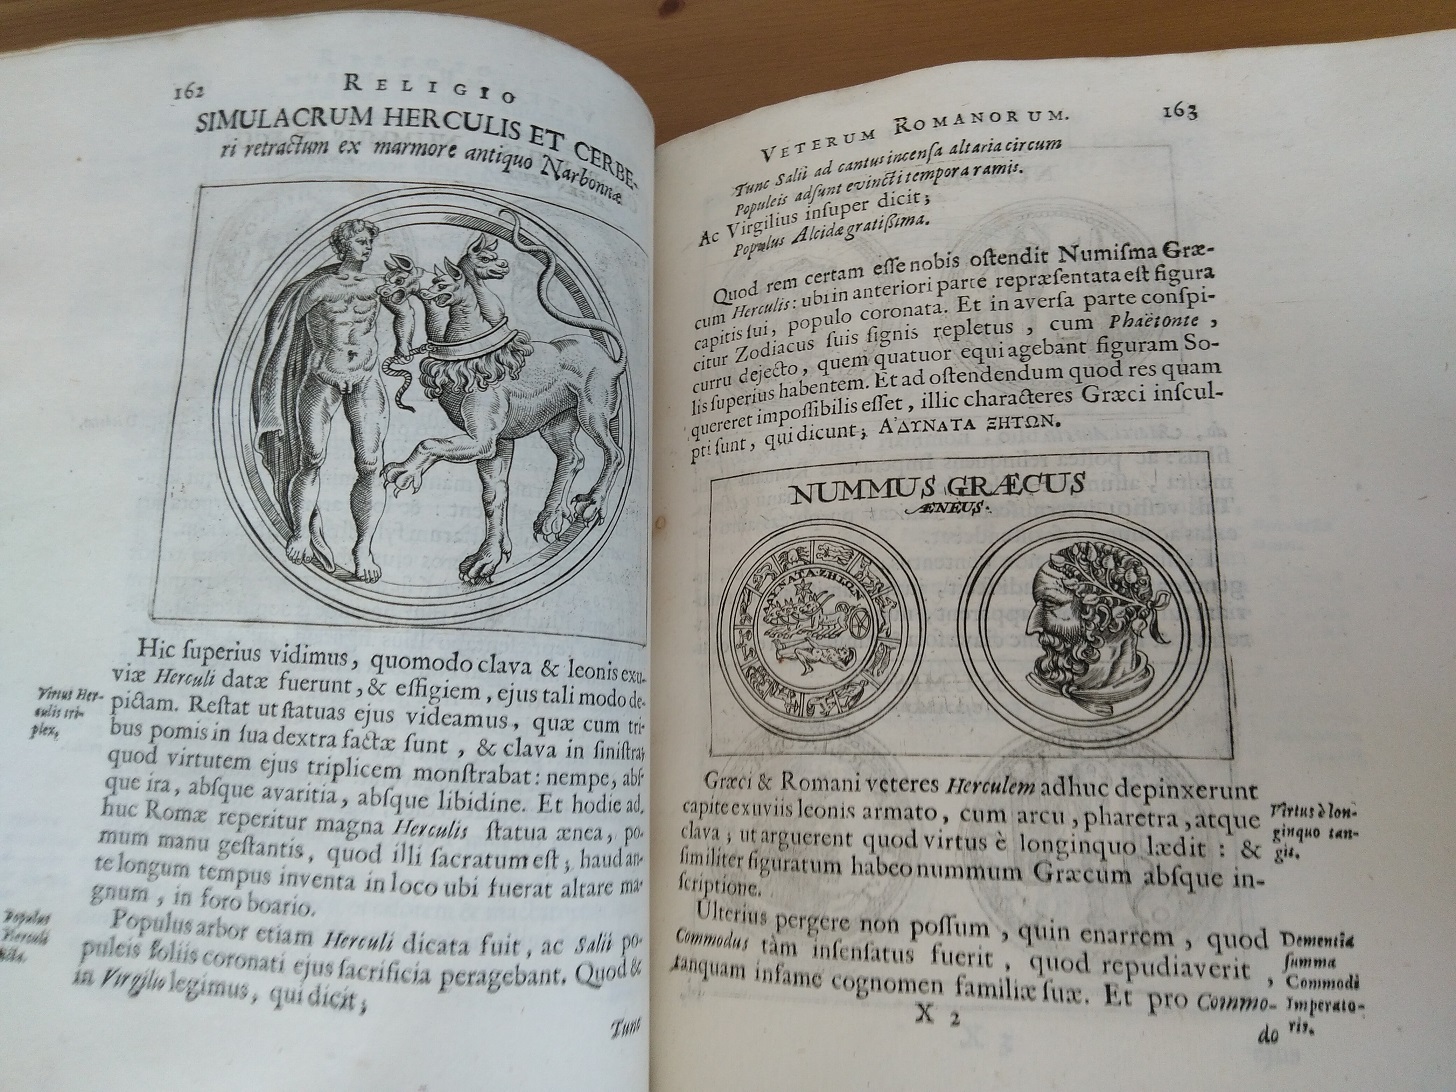 162
RELIGIO
SIMULACRUM HERCULIS ET CERBE-
ri retractum ex marmore antiquo Narbonnæ
Hic ſuperius vidimus, quomodo clava & leonis exu-
viæ Herculi datæ fuerunt, & effigiem, ejus tali modo de-
pictam. Reſtat ut ſtatuas ejus videamus, quæ cum tri-
bus pomis in ſua dextra factæ ſunt, & clava in ſiniſtra,
quod virtutem ejus triplicem monſtrabat: nempe, abſ-
que ira, abſque avaritia, abſque libidine. Et hodie ad.
huc Romæ reperitur magna Herculis ſtatua ænea, po-
mum manu geſtantis, quod illi ſacratum eſt; haud an-
te longum tempus inventa in loco ubi fuerat altare ma-
gnum, in foro boario.
Populus arbor etiam Herculi dicata fuit, ac Salii po-
puleis foliis coronati ejus ſacrificia peragebant. Quod &
in Virgilio legimus, qui dicit;
Tunc
Virtus Her-
culis tri-
plex,
Populus
Herculi
VETERUM ROMANORUM.
163
Tunc Salii ad cantus incenſa altaria circum
Populeis adſunt evincti tempora ramis.
Ac Virgilius inſuper dicit;
Populus Alcidæ gratiſſima.
Quod rem certam eſſe nobis oſtendit Numiſma Græ-
cum Herculis: ubi in anteriori parte repræſentata eſt figura
capitis ſui, populo coronata. Et in averſa parte conſpi-
citur Zodiacus ſuis ſignis repletus, cum Phaëtonte,
curru dejecto, quem quatuor equi agebant figuram So-
lis ſuperius habentem. Et ad oſtendendum quod res quam
quereret impoſſibilis eſſet, illic characteres Græci inſcul-
pti ſunt, qui dicunt; ἈΔΥΝΑΤΑ ΞΗΤΩΝ.
NUMMUS GRÆCUS
ÆNEUS.
ΑΔΥΝΑΤΑ·ΖΗΤΩΝ
Græci & Romani veteres Herculem adhuc depinxerunt
capite exuviis leonis armato, cum arcu, pharetra, atque
clava; ut arguerent quod virtus è longinquo lædit: &
ſimiliter figuratum habeo nummum Græcum abſque in-
ſcriptione.
Ulterius pergere non poſſum, quin enarrem, quod
Commodus tàm inſenſatus fuerit, quod repudiaverit,
tanquam infame cognomen familiæ ſuæ. Et pro Commo-
X 2
do
Virtus è lon-
ginquo tan-
git.
Dementia
ſumma
Commodi
Imperato-
ris.